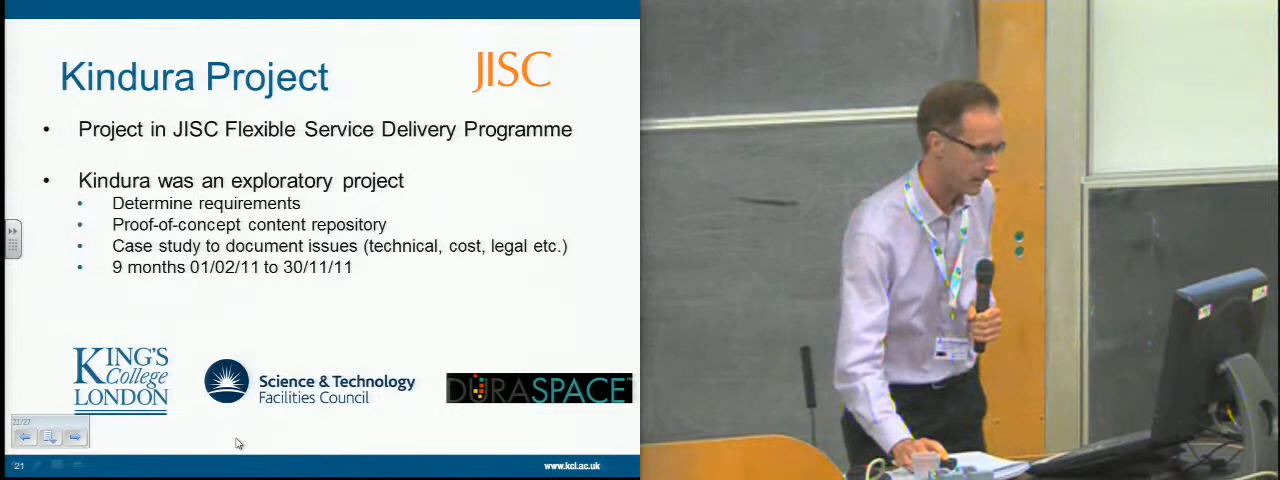 Kindura Project
JISC
• Project in JISC Flexible Service Delivery Programme
• Kindura was an exploratory project
• Determine requirements
• Proof-of-concept content repository
• Case study to document issues (technical, cost, legal etc.)
• 9 months 01/02/11 to 30/11/11
KING'S
College
LONDON
Science & Technology
Facilities Council
DURASPACE
21/27
21
www.kcl.ac.uk